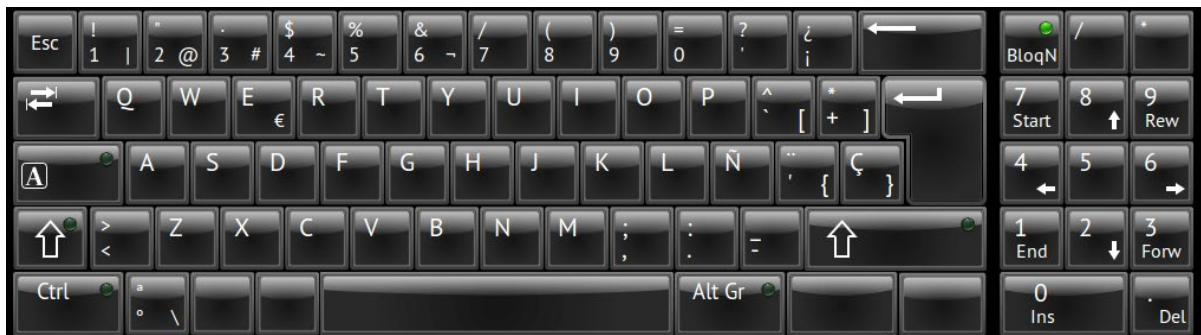 Esc ! 1 | " 2 @ · 3 # $ 4 ~ % 5 & 6 ¬ / 7 ( 8 ) 9 = 0 ? ' ¿ ¡ BloqN / *
Q W E € R T Y U I O P ^ ` [ * + ] 7 Start 8 9 Rew
A A S D F G H J K L Ñ ¨ ' { Ç } 4 5 6
> < Z X C V B N M ; , : . _ - 1 End 2 3 Forw
Ctrl a o \ Alt Gr 0 Ins . Del